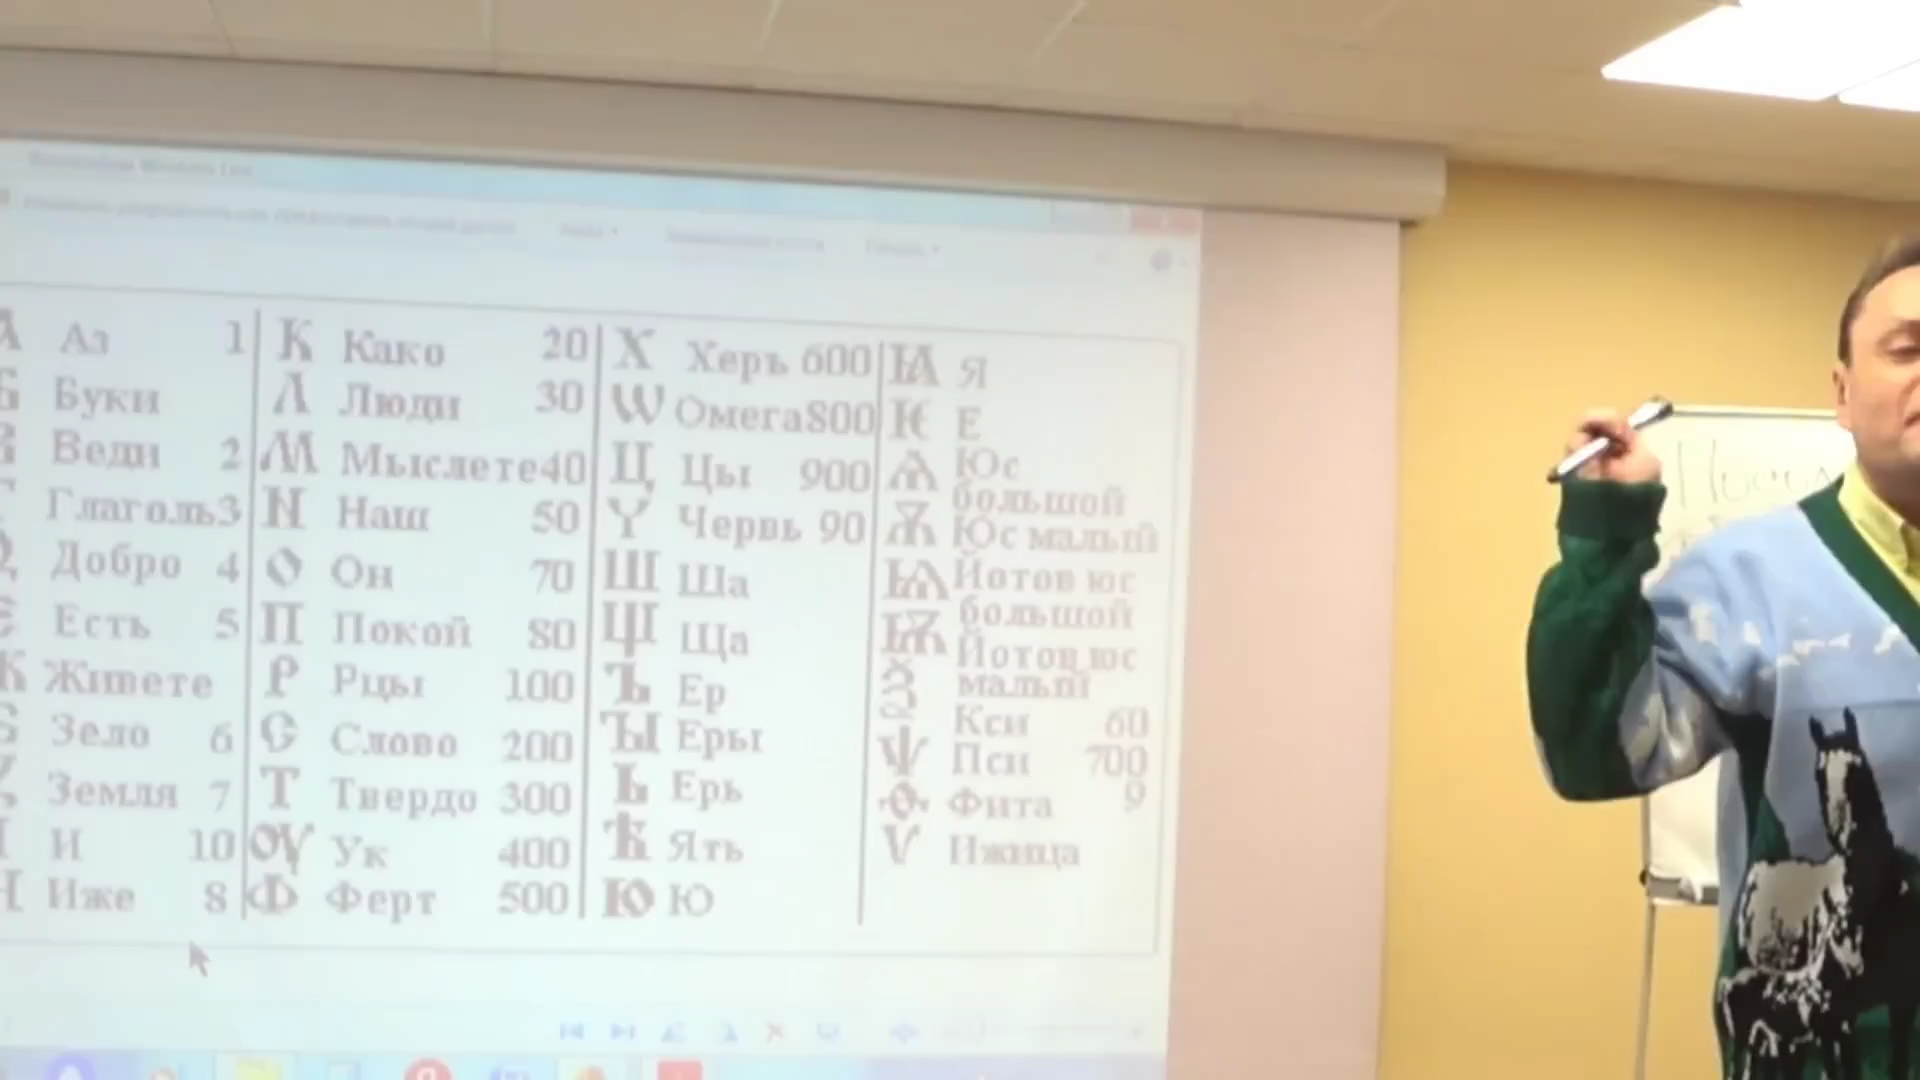 Аз 1
Буки
Веди 2
Глаголь 3
Добро 4
Есть 5
Живете
Зело 6
Земля 7
И 10
Иже 8
К Како 20
Л Люди 30
М Мыслете 40
N Наш 50
О Он 70
П Покой 80
Р Рцы 100
С Слово 200
Т Твердо 300
Ѹ Ук 400
Ф Ферт 500
Х Херъ 600
Ѡ Омега 800
Ц Цы 900
Ч Червь 90
Ш Ша
Щ Ща
Ъ Ер
Ꙑ Еры
Ь Ерь
Ѣ Ять
Ю Ю
Ꙗ Я
Ѥ Е
Ѧ Юс
большой
Ѫ Юс малый
Ѩ Йотов юс
большой
Ѭ Йотов юс
малый
Ѯ Кси 60
Ѱ Пси 700
Ѳ Фита 9
Ѵ Ижица